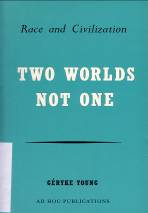 Race and Civilization
TWO WORLDS
NOT ONE
GÉRYKE YOUNG
AD HOC PUBLICATIONS